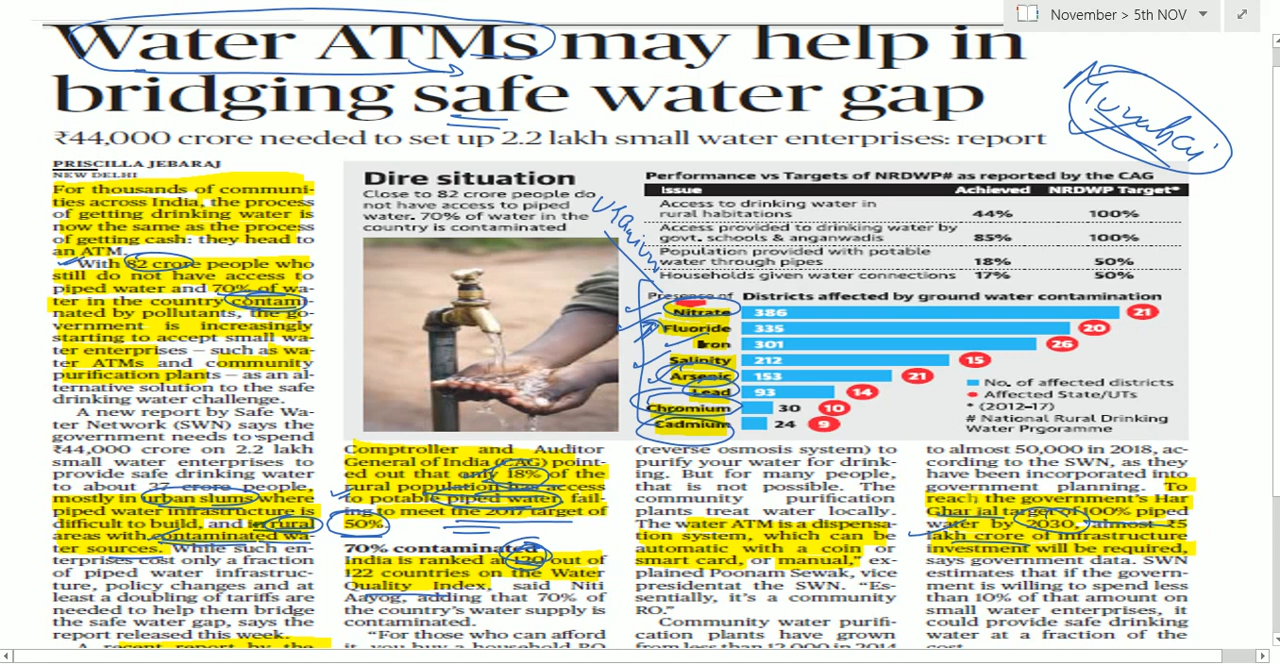 November > 5th NOV
Water ATMs may help in
bridging safe water gap
₹44,000 crore needed to set up 2.2 lakh small water enterprises: report
PRISCILLA JEBARAJ
NEW DELHI
For thousands of communi-
ties across India, the process
of getting drinking water is
now the same as the process
of getting cash: they head to
an ATM.
With 82 crore people who
still do not have access to
piped water and 70% of wa-
ter in the country contami-
nated by pollutants, the go-
vernment is increasingly
starting to accept small wa-
ter enterprises – such as wa-
ter ATMs and community
purification plants – as an al-
ternative solution to the safe
drinking water challenge.
A new report by Safe Wa-
ter Network (SWN) says the
government needs to spend
₹44,000 crore on 2.2 lakh
small water enterprises to
provide safe drinking water
to about 37 crore people,
mostly in urban slums where
piped water infrastructure is
difficult to build, and in rural
areas with contaminated wa-
ter sources. While such en-
terprises cost only a fraction
of piped water infrastruc-
ture, policy changes and at
least a doubling of tariffs are
needed to help them bridge
the safe water gap, says the
report released this week.
A recent report by the
Dire situation
Close to 82 crore people do
not have access to piped
water. 70% of water in the
country is contaminated
Uranium
Performance vs Targets of NRDWP# as reported by the CAG
Issue Achieved NRDWP Target*
Access to drinking water in
rural habitations 44% 100%
Access provided to drinking water by
govt. schools & anganwadis 85% 100%
Population provided with potable
water through pipes 18% 50%
Households given water connections 17% 50%
Presence of Districts affected by ground water contamination
Nitrate 386 21
Fluoride 335 20
Iron 301 26
Salinity 212 15
Arsenic 153 21
Lead 93 14
Chromium 30 10
Cadmium 24 9
No. of affected districts
Affected State/UTs
* (2012-17)
# National Rural Drinking
Water Prgoramme
Comptroller and Auditor
General of India (CAG) point-
ed out that only 18% of the
rural population has access
to potable piped water, fail-
ing to meet the 2017 target of
50%.
70% contaminated
India is ranked at 120 out of
122 countries on the Water
Quality Index, said Niti
Aayog, adding that 70% of
the country's water supply is
contaminated.
"For those who can afford
it, you buy a household RO
(reverse osmosis system) to
purify your water for drink-
ing. But for many people,
that is not possible. The
community purification
plants treat water locally.
The water ATM is a dispensa-
tion system, which can be
automatic with a coin or
smart card, or manual," ex-
plained Poonam Sewak, vice
presidentat the SWN. "Es-
sentially, it's a community
RO."
Community water purifi-
cation plants have grown
from less than 12,000 in 2014
to almost 50,000 in 2018, ac-
cording to the SWN, as they
have been incorporated into
government planning. To
reach the government's Har
Ghar jal target of 100% piped
water by 2030, almost ₹5
lakh crore of infrastructure
investment will be required,
says government data. SWN
estimates that if the govern-
ment is willing to spend less
than 10% of that amount on
small water enterprises, it
could provide safe drinking
water at a fraction of the
cost.